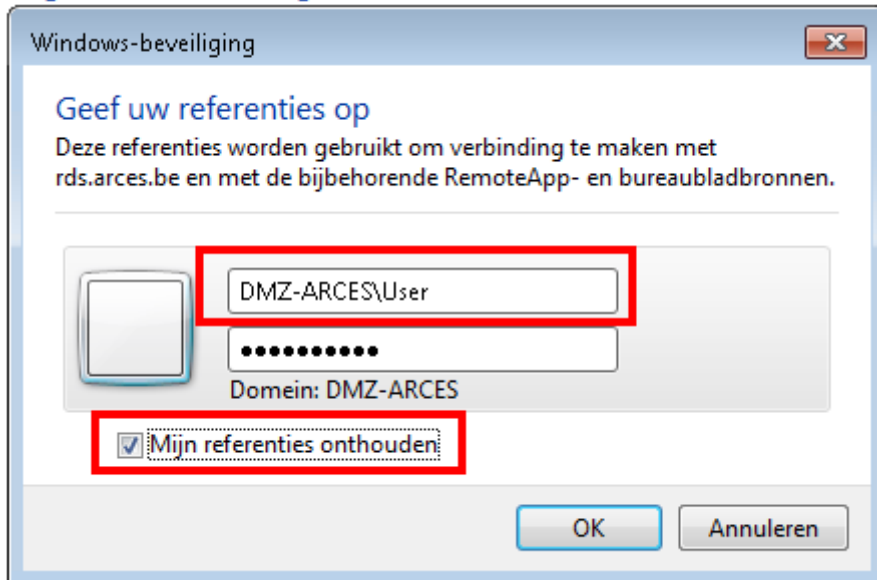 Windows-beveiliging
Geef uw referenties op
Deze referenties worden gebruikt om verbinding te maken met
rds.arces.be en met de bijbehorende RemoteApp- en bureaubladbronnen.
DMZ-ARCES\User
●●●●●●●●●●
Domein: DMZ-ARCES
Mijn referenties onthouden
OK
Annuleren